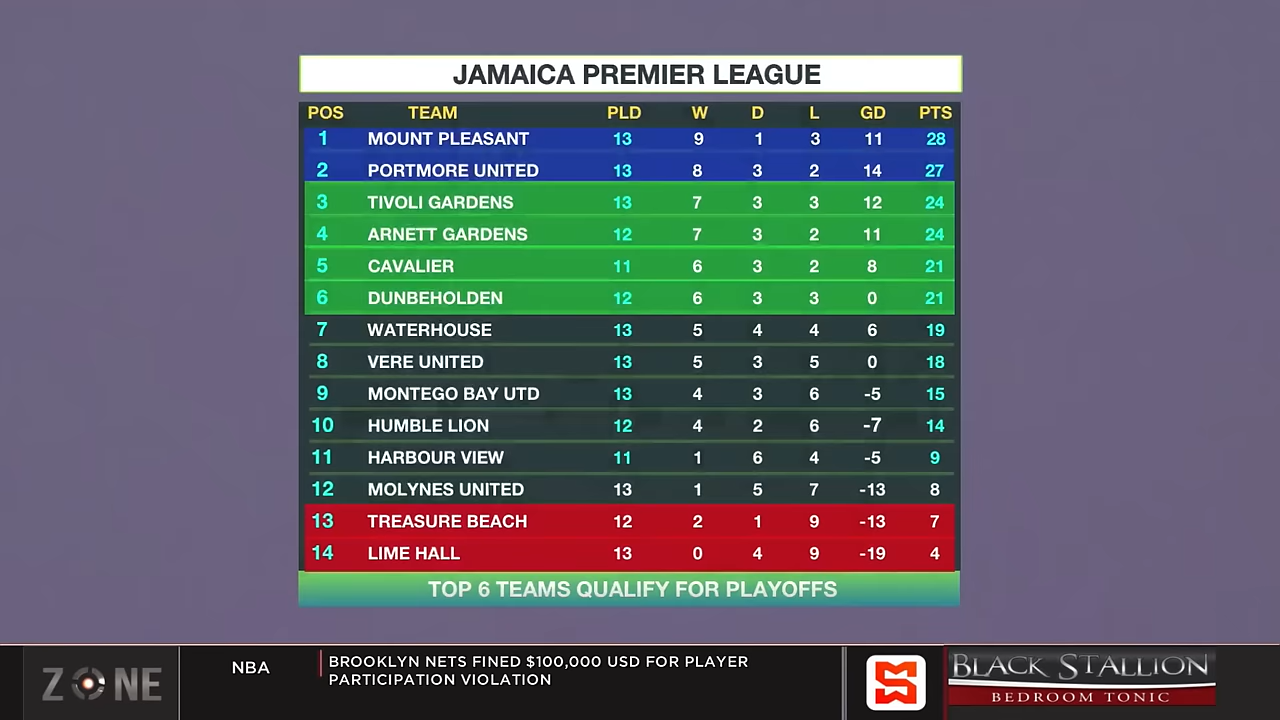 JAMAICA PREMIER LEAGUE
POS TEAM PLD W D L GD PTS
1 MOUNT PLEASANT 13 9 1 3 11 28
2 PORTMORE UNITED 13 8 3 2 14 27
3 TIVOLI GARDENS 13 7 3 3 12 24
4 ARNETT GARDENS 12 7 3 2 11 24
5 CAVALIER 11 6 3 2 8 21
6 DUNBEHOLDEN 12 6 3 3 0 21
7 WATERHOUSE 13 5 4 4 6 19
8 VERE UNITED 13 5 3 5 0 18
9 MONTEGO BAY UTD 13 4 3 6 -5 15
10 HUMBLE LION 12 4 2 6 -7 14
11 HARBOUR VIEW 11 1 6 4 -5 9
12 MOLYNES UNITED 13 1 5 7 -13 8
13 TREASURE BEACH 12 2 1 9 -13 7
14 LIME HALL 13 0 4 9 -19 4
TOP 6 TEAMS QUALIFY FOR PLAYOFFS
ZONE
NBA
BROOKLYN NETS FINED $100,000 USD FOR PLAYER
PARTICIPATION VIOLATION
BLACK STALLION
BEDROOM TONIC